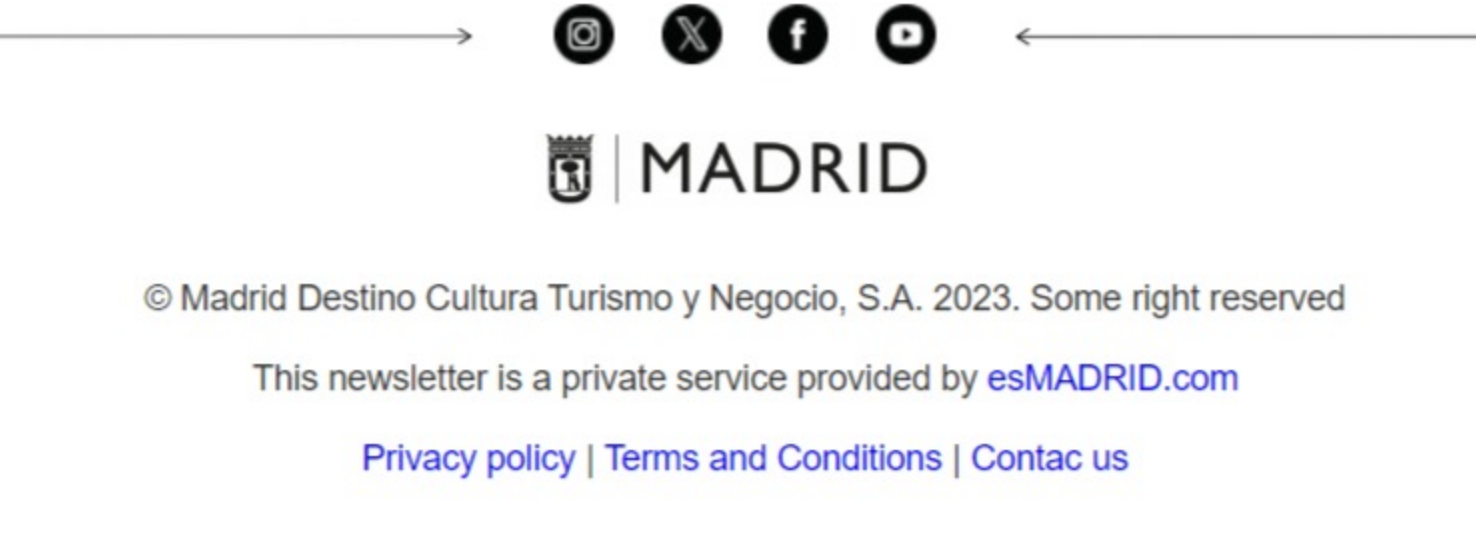 MADRID
© Madrid Destino Cultura Turismo y Negocio, S.A. 2023. Some right reserved
This newsletter is a private service provided by esMADRID.com
Privacy policy | Terms and Conditions | Contac us